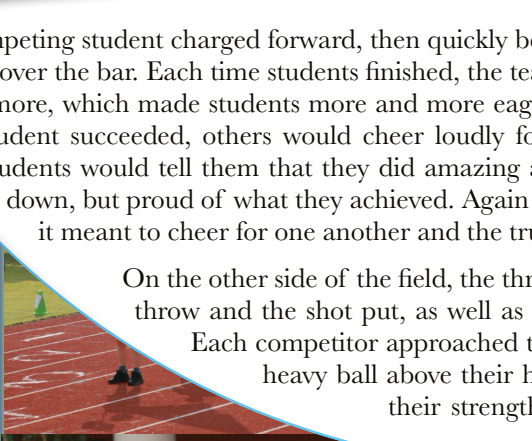 mpeting student charged forward, then quickly be
over the bar. Each time students finished, the tea
more, which made students more and more eag
udent succeeded, others would cheer loudly fo
udents would tell them that they did amazing a
down, but proud of what they achieved. Again
it meant to cheer for one another and the tru
On the other side of the field, the thr
throw and the shot put, as well as
Each competitor approached t
heavy ball above their h
their strength